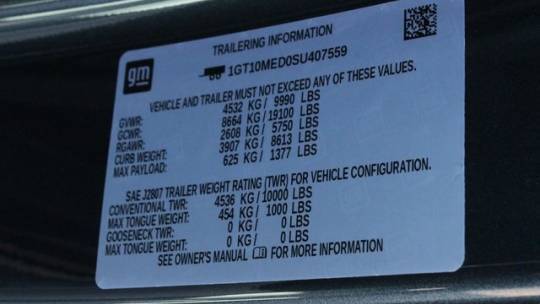 gm
TRAILERING INFORMATION
1GT10MED0SU407559
VEHICLE AND TRAILER MUST NOT EXCEED ANY OF THESE VALUES.
GVWR: 4532 KG / 9990 LBS
GCWR: 8664 KG / 19100 LBS
RGAWR: 2608 KG / 5750 LBS
CURB WEIGHT: 3907 KG / 8613 LBS
MAX PAYLOAD: 625 KG / 1377 LBS
SAE J2807 TRAILER WEIGHT RATING (TWR) FOR VEHICLE CONFIGURATION.
CONVENTIONAL TWR: 4536 KG / 10000 LBS
MAX TONGUE WEIGHT: 454 KG / 1000 LBS
GOOSENECK TWR: 0 KG / 0 LBS
MAX TONGUE WEIGHT: 0 KG / 0 LBS
SEE OWNER'S MANUAL FOR MORE INFORMATION